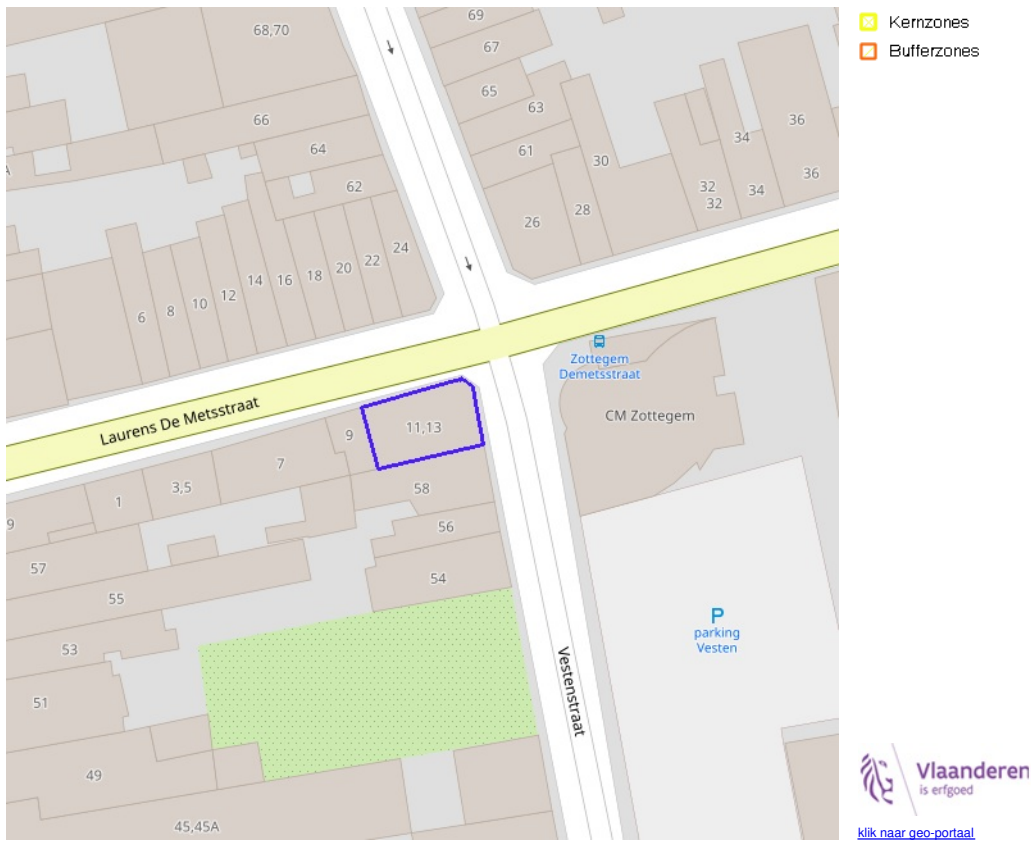 68,70
69
67
65
63
61
66
64
62
A
30
34
36
36
32
32
34
28
26
24
22
20
18
16
14
12
10
8
6
Kernzones
Bufferzones
Zottegem
Demetsstraat
CM Zottegem
Laurens De Metsstraat
11,13
9
7
3,5
1
9
58
56
54
57
55
53
51
49
45,45A
P
parking
Vesten
Vestenstraat
Vlaanderen
is erfgoed
klik naar geo-portaal